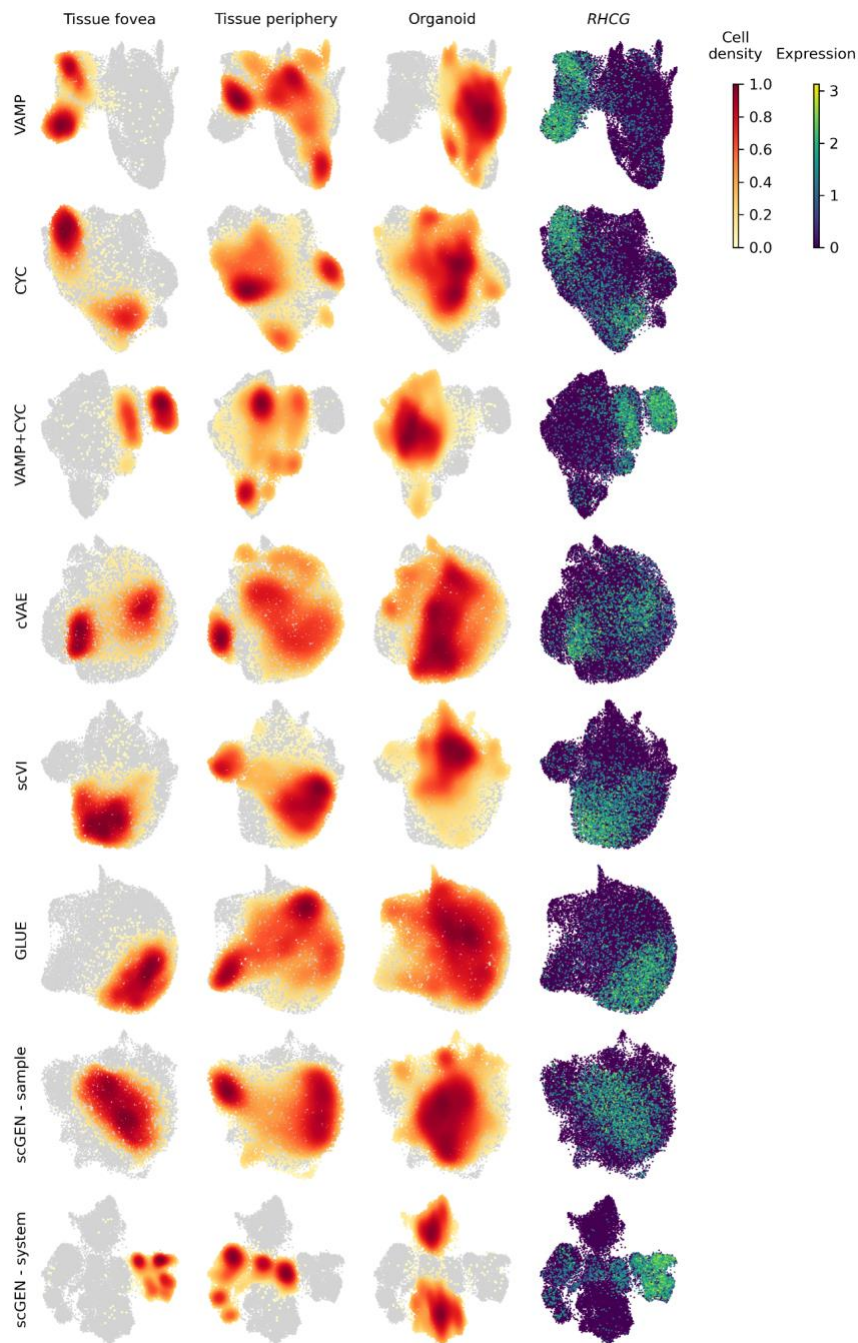 Tissue fovea Tissue periphery Organoid RHCG
Cell
density Expression
1.0
0.8
0.6
0.4
0.2
0.0
3
2
1
0
VAMP
CYC
VAMP+CYC
cVAE
scVI
GLUE
scGEN - sample
scGEN - system